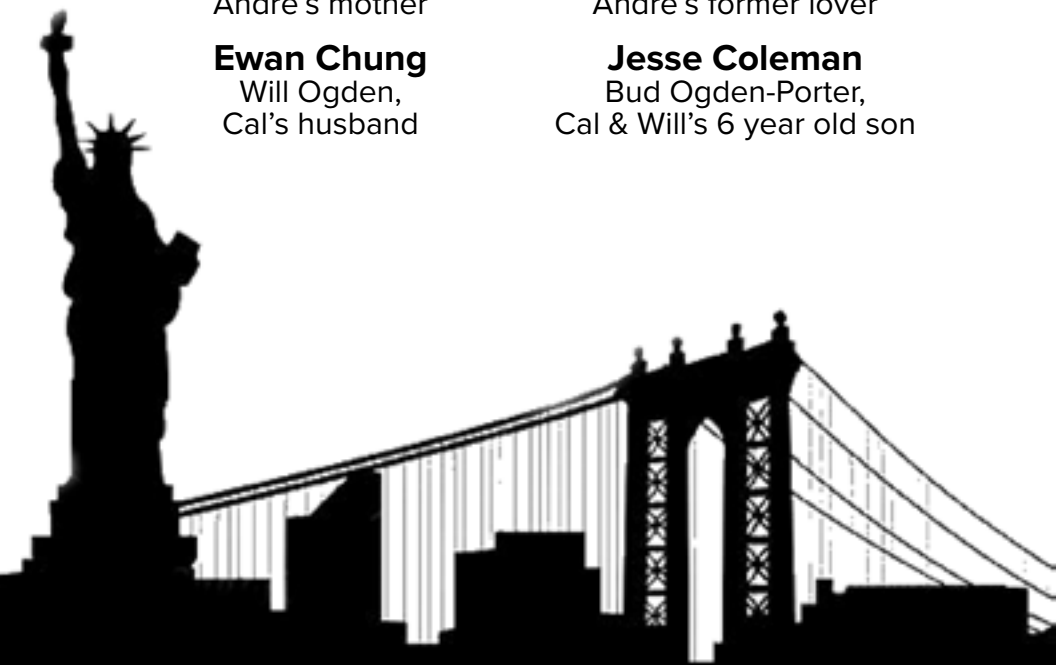 Andre's mother
Andre's former lover
Ewan Chung
Will Ogden,
Cal's husband
Jesse Coleman
Bud Ogden-Porter,
Cal & Will's 6 year old son